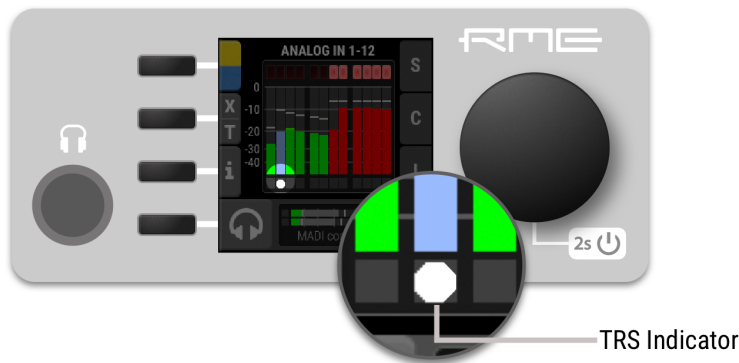 RME
ANALOG IN 1-12
S
0
X
-10
C
T
-20
-30
i
-40
MADI co
2s
TRS Indicator